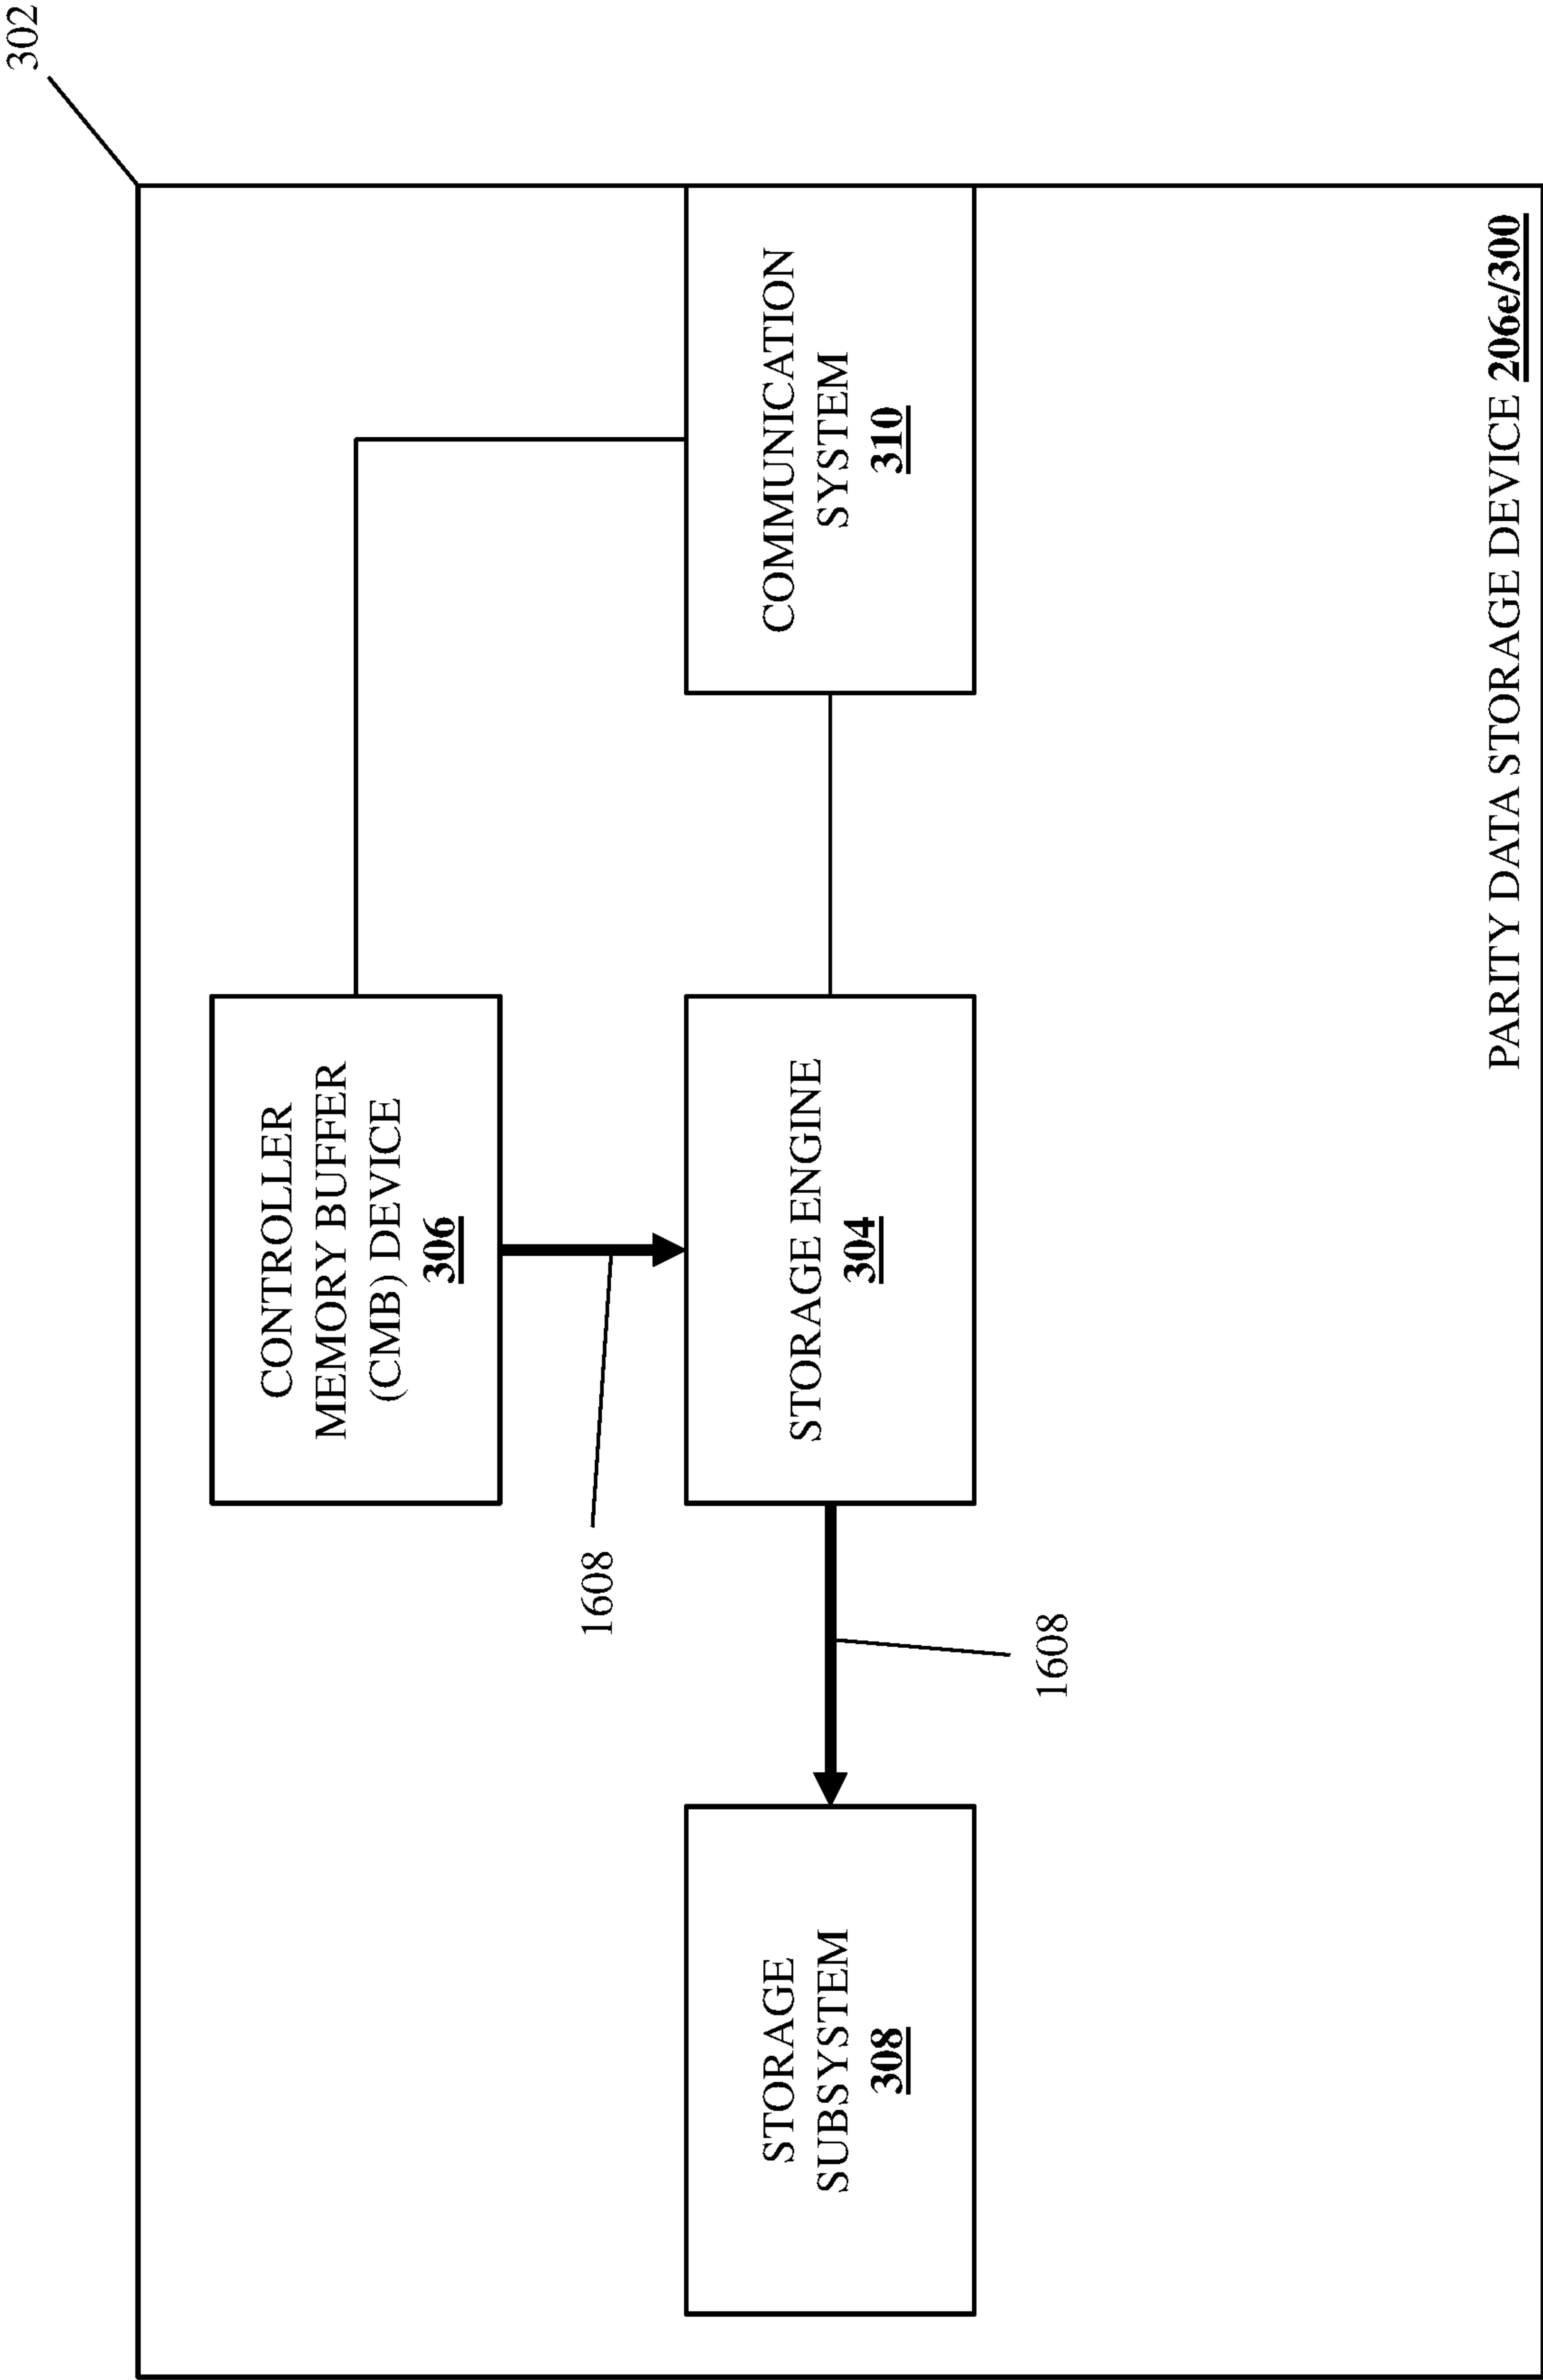 302
CONTROLLER
MEMORY BUFFER
(CMB) DEVICE
306
1608
STORAGE
SUBSYSTEM
308
1608
STORAGE ENGINE
304
COMMUNICATION
SYSTEM
310
PARITY DATA STORAGE DEVICE 206e/300